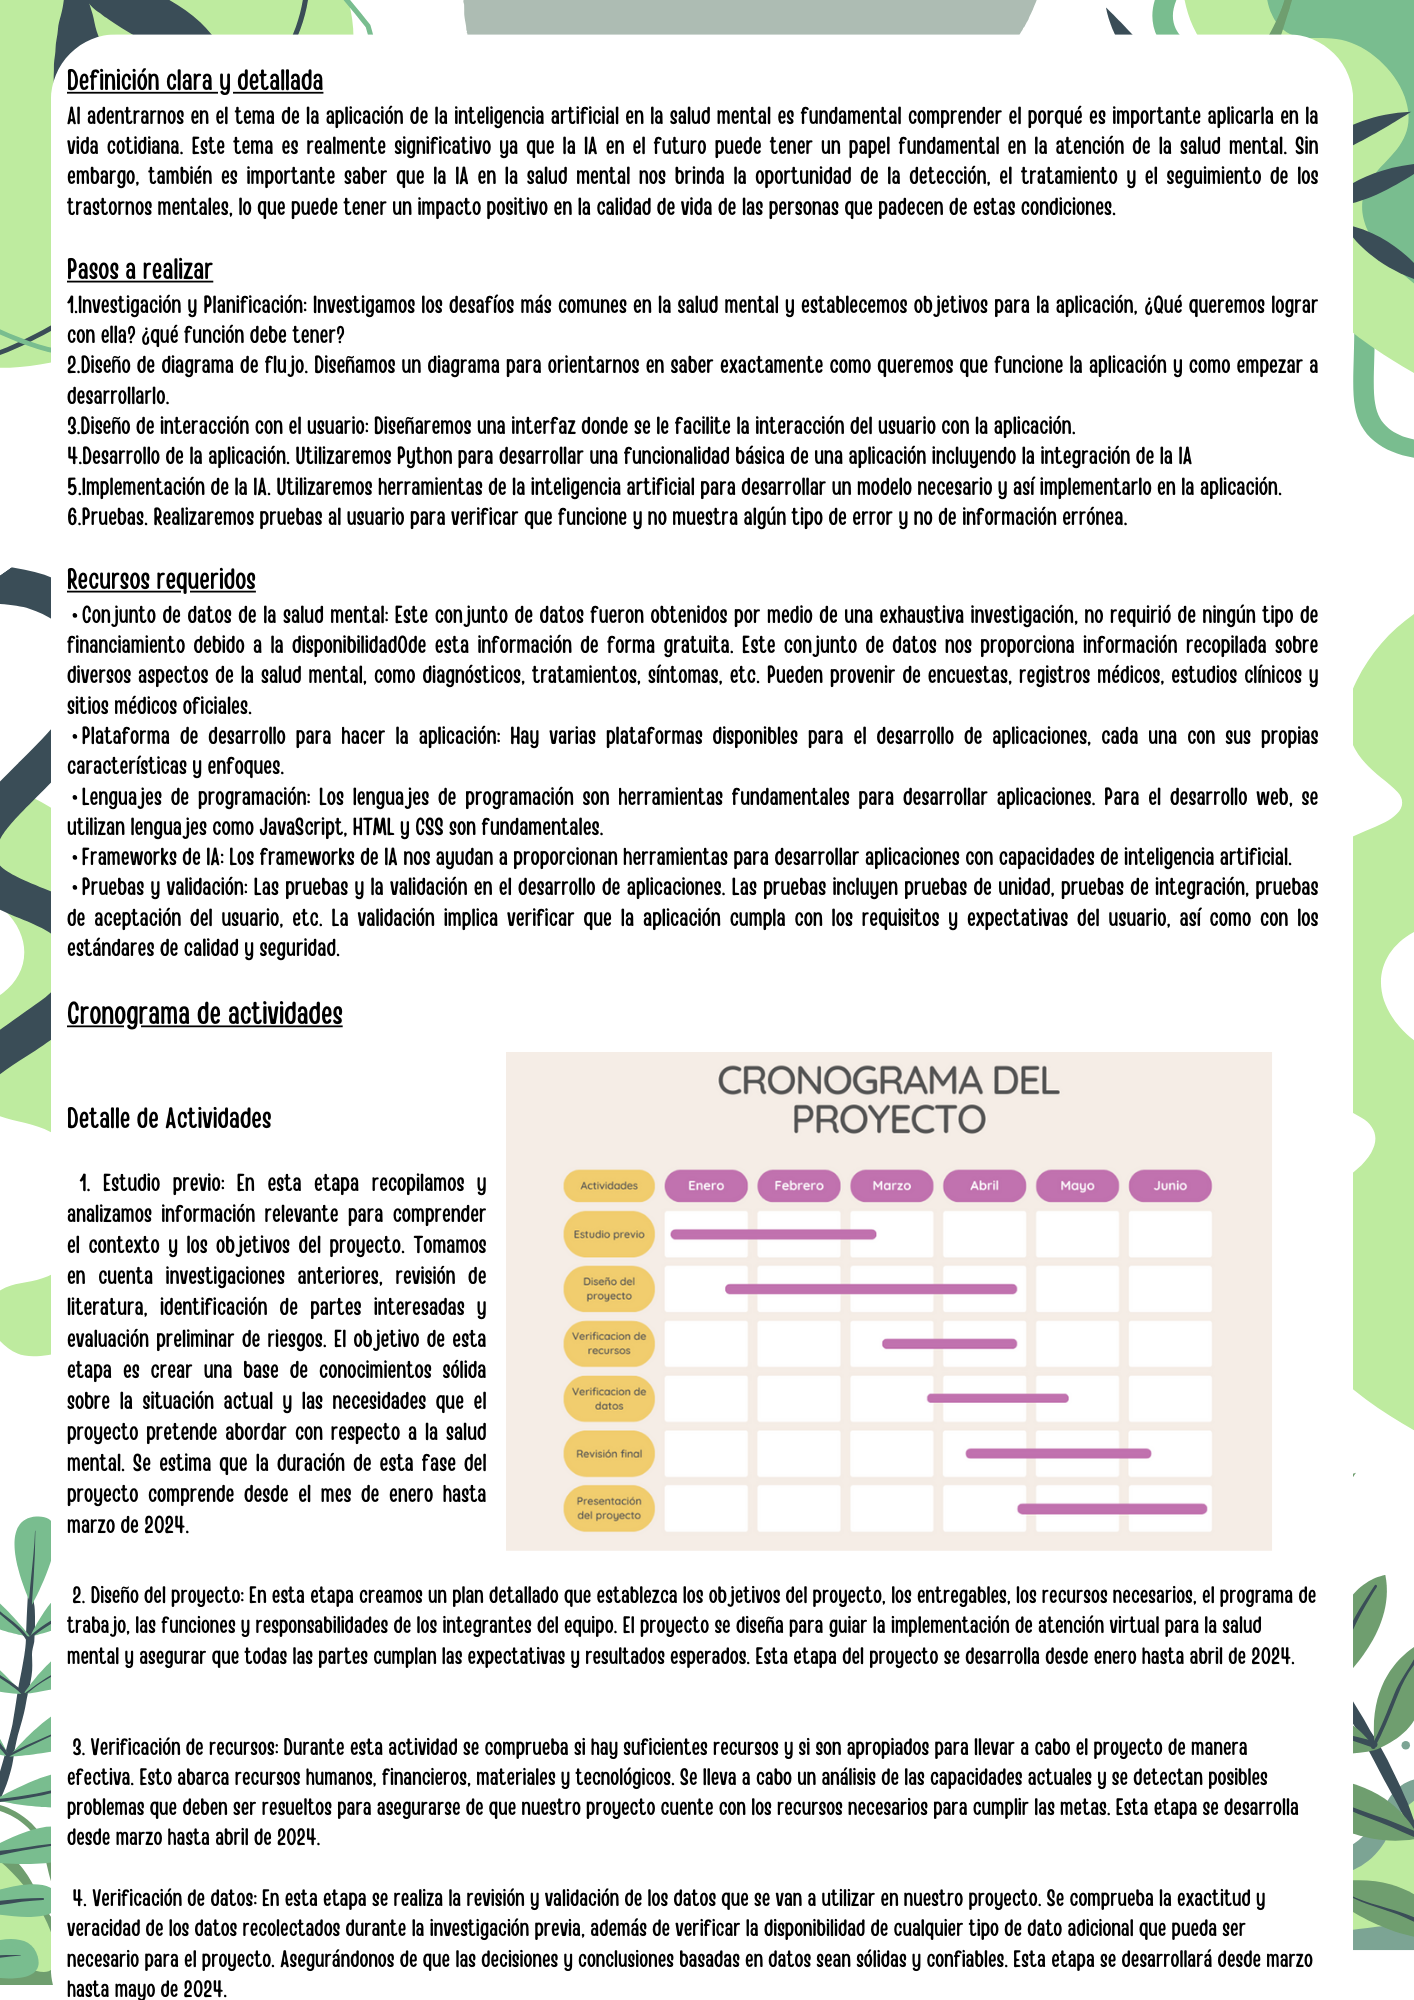 Definición clara y detallada
Al adentrarnos en el tema de la aplicación de la inteligencia artificial en la salud mental es fundamental comprender el porqué es importante aplicarla en la
vida cotidiana. Este tema es realmente significativo ya que la IA en el futuro puede tener un papel fundamental en la atención de la salud mental. Sin
embargo, también es importante saber que la IA en la salud mental nos brinda la oportunidad de la detección, el tratamiento y el seguimiento de los
trastornos mentales, lo que puede tener un impacto positivo en la calidad de vida de las personas que padecen de estas condiciones.
Pasos a realizar
1.Investigación y Planificación: Investigamos los desafíos más comunes en la salud mental y establecemos objetivos para la aplicación, ¿Qué queremos lograr
con ella? ¿qué función debe tener?
2.Diseño de diagrama de flujo. Diseñamos un diagrama para orientarnos en saber exactamente como queremos que funcione la aplicación y como empezar a
desarrollarlo.
3.Diseño de interacción con el usuario: Diseñaremos una interfaz donde se le facilite la interacción del usuario con la aplicación.
4.Desarrollo de la aplicación. Utilizaremos Python para desarrollar una funcionalidad básica de una aplicación incluyendo la integración de la IA
5.Implementación de la IA. Utilizaremos herramientas de la inteligencia artificial para desarrollar un modelo necesario y así implementarlo en la aplicación.
6.Pruebas. Realizaremos pruebas al usuario para verificar que funcione y no muestra algún tipo de error y no de información errónea.
Recursos requeridos
• Conjunto de datos de la salud mental: Este conjunto de datos fueron obtenidos por medio de una exhaustiva investigación, no requirió de ningún tipo de
financiamiento debido a la disponibilidad0de esta información de forma gratuita. Este conjunto de datos nos proporciona información recopilada sobre
diversos aspectos de la salud mental, como diagnósticos, tratamientos, síntomas, etc. Pueden provenir de encuestas, registros médicos, estudios clínicos y
sitios médicos oficiales.
• Plataforma de desarrollo para hacer la aplicación: Hay varias plataformas disponibles para el desarrollo de aplicaciones, cada una con sus propias
características y enfoques.
• Lenguajes de programación: Los lenguajes de programación son herramientas fundamentales para desarrollar aplicaciones. Para el desarrollo web, se
utilizan lenguajes como JavaScript, HTML y CSS son fundamentales.
• Frameworks de IA: Los frameworks de IA nos ayudan a proporcionan herramientas para desarrollar aplicaciones con capacidades de inteligencia artificial.
• Pruebas y validación: Las pruebas y la validación en el desarrollo de aplicaciones. Las pruebas incluyen pruebas de unidad, pruebas de integración, pruebas
de aceptación del usuario, etc. La validación implica verificar que la aplicación cumpla con los requisitos y expectativas del usuario, así como con los
estándares de calidad y seguridad.
Cronograma de actividades
Detalle de Actividades
1. Estudio previo: En esta etapa recopilamos y
analizamos información relevante para comprender
el contexto y los objetivos del proyecto. Tomamos
en cuenta investigaciones anteriores, revisión de
literatura, identificación de partes interesadas y
evaluación preliminar de riesgos. El objetivo de esta
etapa es crear una base de conocimientos sólida
sobre la situación actual y las necesidades que el
proyecto pretende abordar con respecto a la salud
mental. Se estima que la duración de esta fase del
proyecto comprende desde el mes de enero hasta
marzo de 2024.
CRONOGRAMA DEL
PROYECTO
Actividades Enero Febrero Marzo Abril Mayo Junio
Estudio previo
Diseño del
proyecto
Verificacion de
recursos
Verificacion de
datos
Revisión final
Presentación
del proyecto
2. Diseño del proyecto: En esta etapa creamos un plan detallado que establezca los objetivos del proyecto, los entregables, los recursos necesarios, el programa de
trabajo, las funciones y responsabilidades de los integrantes del equipo. El proyecto se diseña para guiar la implementación de atención virtual para la salud
mental y asegurar que todas las partes cumplan las expectativas y resultados esperados. Esta etapa del proyecto se desarrolla desde enero hasta abril de 2024.
3. Verificación de recursos: Durante esta actividad se comprueba si hay suficientes recursos y si son apropiados para llevar a cabo el proyecto de manera
efectiva. Esto abarca recursos humanos, financieros, materiales y tecnológicos. Se lleva a cabo un análisis de las capacidades actuales y se detectan posibles
problemas que deben ser resueltos para asegurarse de que nuestro proyecto cuente con los recursos necesarios para cumplir las metas. Esta etapa se desarrolla
desde marzo hasta abril de 2024.
4. Verificación de datos: En esta etapa se realiza la revisión y validación de los datos que se van a utilizar en nuestro proyecto. Se comprueba la exactitud y
veracidad de los datos recolectados durante la investigación previa, además de verificar la disponibilidad de cualquier tipo de dato adicional que pueda ser
necesario para el proyecto. Asegurándonos de que las decisiones y conclusiones basadas en datos sean sólidas y confiables. Esta etapa se desarrollará desde marzo
hasta mayo de 2024.